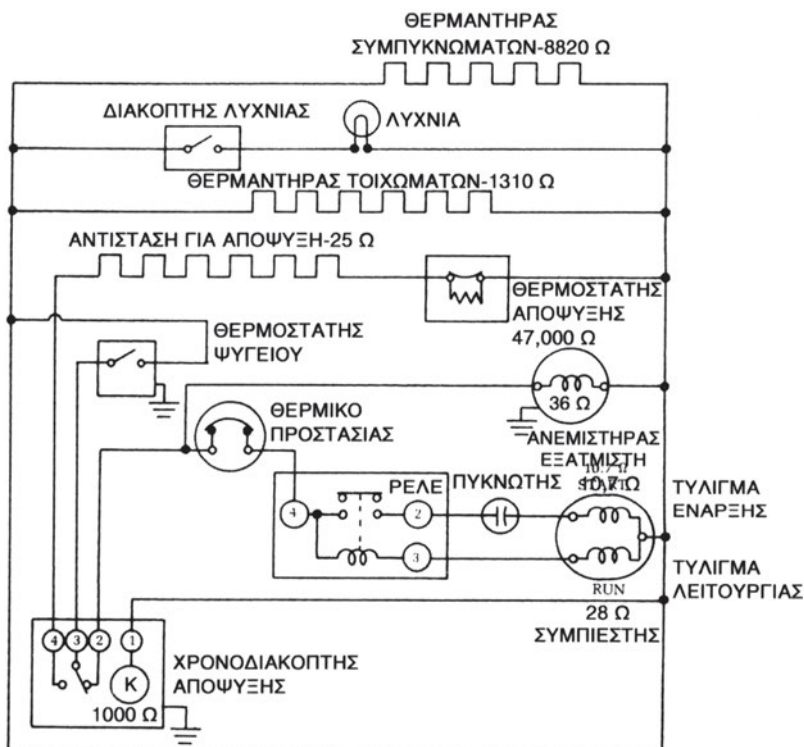 ΘΕΡΜΑΝΤΗΡΑΣ
ΣΥΜΠΥΚΝΩΜΑΤΩΝ-8820 Ω
ΔΙΑΚΟΠΤΗΣ ΛΥΧΝΙΑΣ
ΛΥΧΝΙΑ
ΘΕΡΜΑΝΤΗΡΑΣ ΤΟΙΧΩΜΑΤΩΝ-1310 Ω
ΑΝΤΙΣΤΑΣΗ ΓΙΑ ΑΠΟΨΥΞΗ-25 Ω
ΘΕΡΜΟΣΤΑΤΗΣ
ΑΠΟΨΥΞΗΣ
47,000 Ω
ΘΕΡΜΟΣΤΑΤΗΣ
ΨΥΓΕΙΟΥ
36 Ω
ΘΕΡΜΙΚΟ
ΠΡΟΣΤΑΣΙΑΣ
ΑΝΕΜΙΣΤΗΡΑΣ
ΕΞΑΤΜΙΣΤΗ
ΡΕΛΕ
ΠΥΚΝΩΤΗΣ
10.7 Ω
4
2
3
ΤΥΛΙΓΜΑ
ΕΝΑΡΞΗΣ
ΤΥΛΙΓΜΑ
ΛΕΙΤΟΥΡΓΙΑΣ
RUN
28 Ω
ΣΥΜΠΙΕΣΤΗΣ
4 3 2 1
K
1000 Ω
ΧΡΟΝΟΔΙΑΚΟΠΤΗΣ
ΑΠΟΨΥΞΗΣ